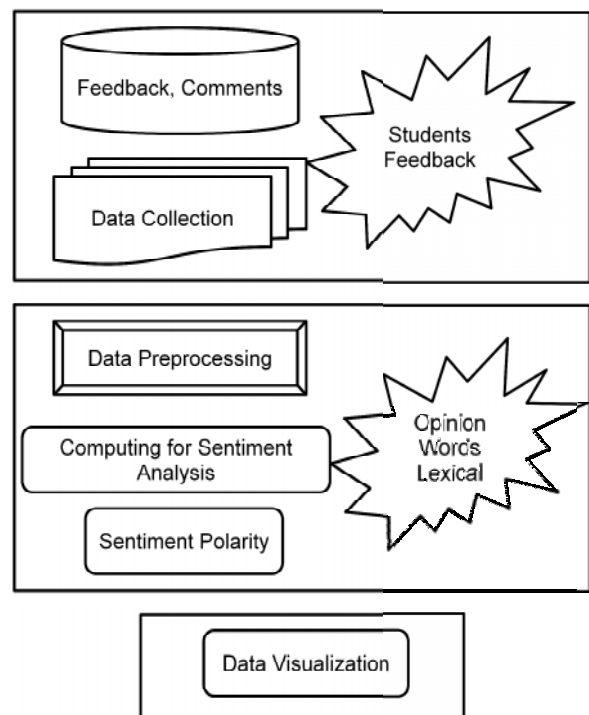 Feedback, Comments
Students
Feedback
Data Collection
Data Preprocessing
Computing for Sentiment
Analysis
Opinion
Words
Lexical
Sentiment Polarity
Data Visualization